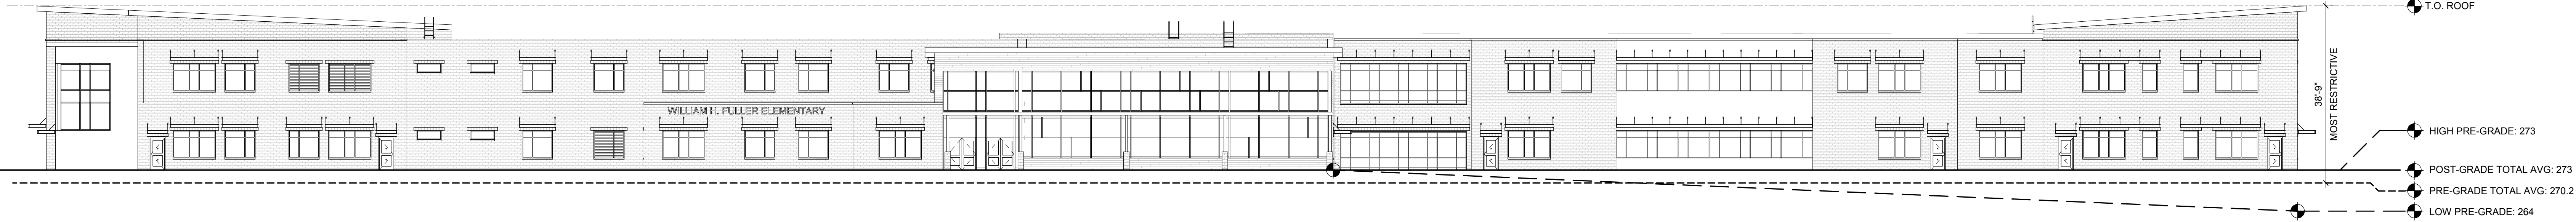 T.O. ROOF
WILLIAM H. FULLER ELEMENTARY
38'-9"
MOST RESTRICTIVE
HIGH PRE-GRADE: 273
POST-GRADE TOTAL AVG: 273
PRE-GRADE TOTAL AVG: 270.2
LOW PRE-GRADE: 264